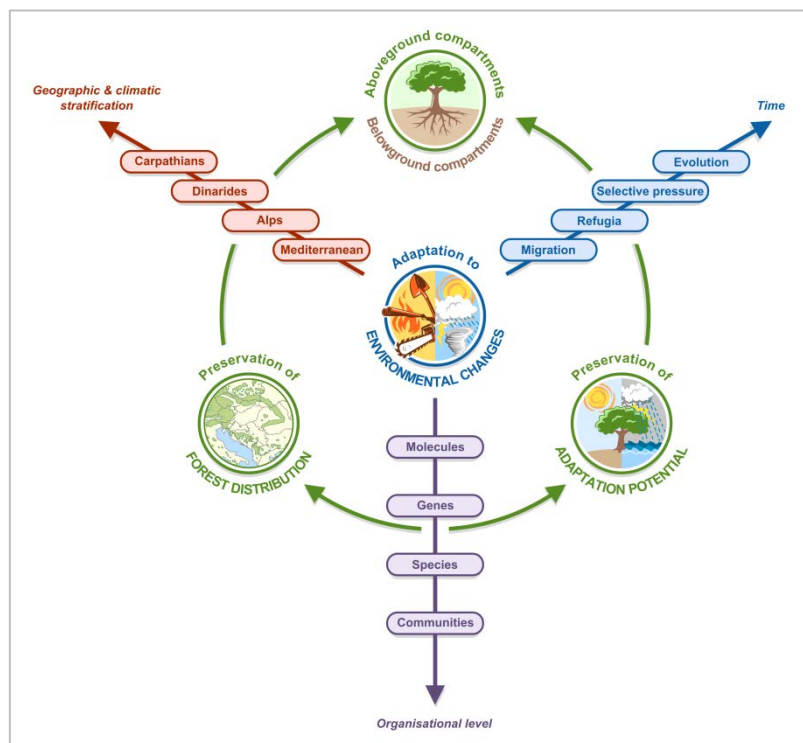 Aboveground compartments
Belowground compartments
Geographic & climatic
stratification
Carpathians
Dinarides
Alps
Mediterranean
Time
Evolution
Selective pressure
Refugia
Migration
Adaptation to
ENVIRONMENTAL CHANGES
Preservation of
FOREST DISTRIBUTION
Preservation of
ADAPTATION POTENTIAL
Molecules
Genes
Species
Communities
Organisational level